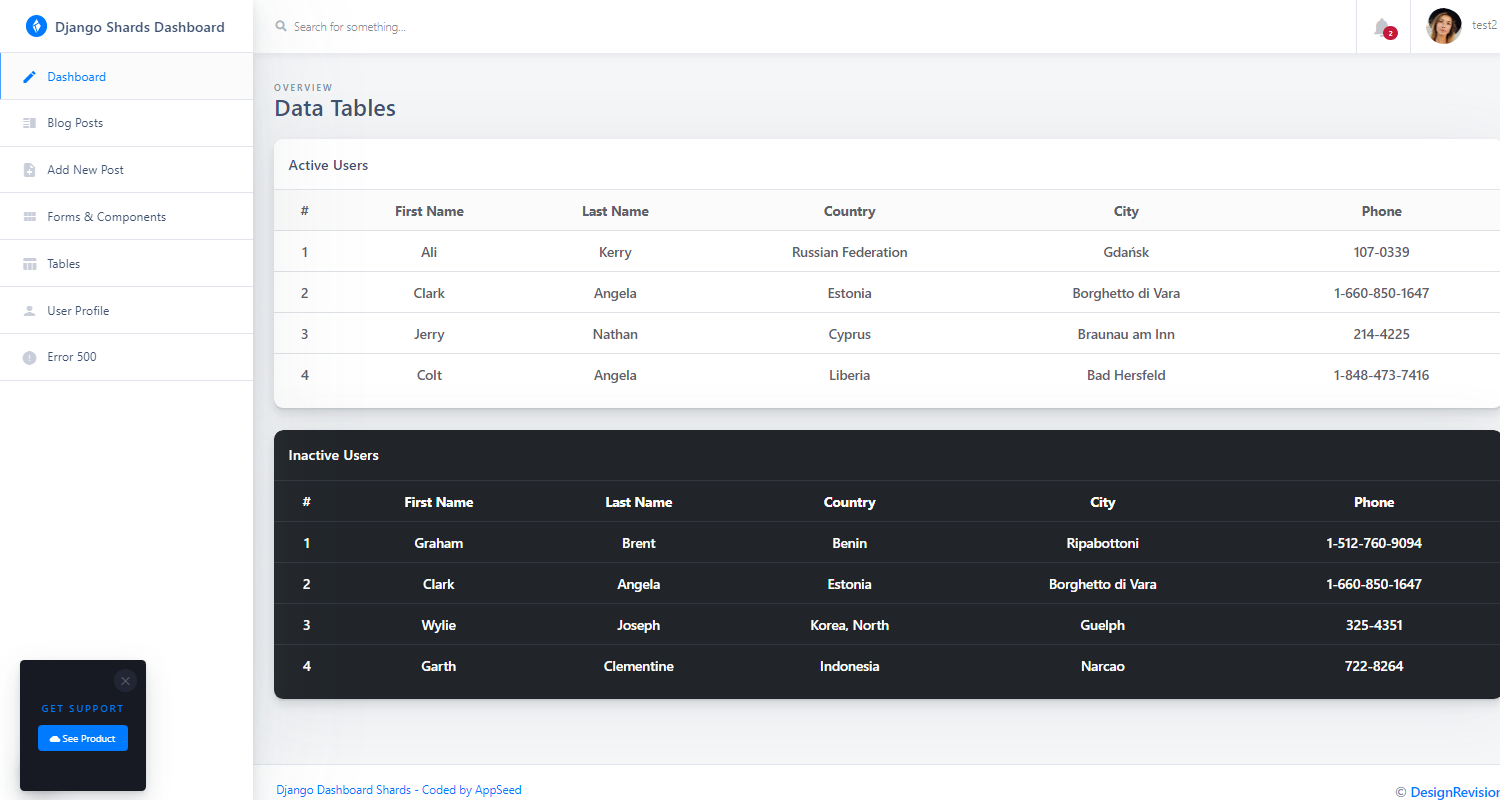 Django Shards Dashboard
Search for something...
2
test2
Dashboard
Blog Posts
Add New Post
Forms & Components
Tables
User Profile
Error 500
OVERVIEW
Data Tables
Active Users
# First Name Last Name Country City Phone
1 Ali Kerry Russian Federation Gdańsk 107-0339
2 Clark Angela Estonia Borghetto di Vara 1-660-850-1647
3 Jerry Nathan Cyprus Braunau am Inn 214-4225
4 Colt Angela Liberia Bad Hersfeld 1-848-473-7416
Inactive Users
# First Name Last Name Country City Phone
1 Graham Brent Benin Ripabottoni 1-512-760-9094
2 Clark Angela Estonia Borghetto di Vara 1-660-850-1647
3 Wylie Joseph Korea, North Guelph 325-4351
4 Garth Clementine Indonesia Narcao 722-8264
GET SUPPORT
See Product
Django Dashboard Shards - Coded by AppSeed
© DesignRevision